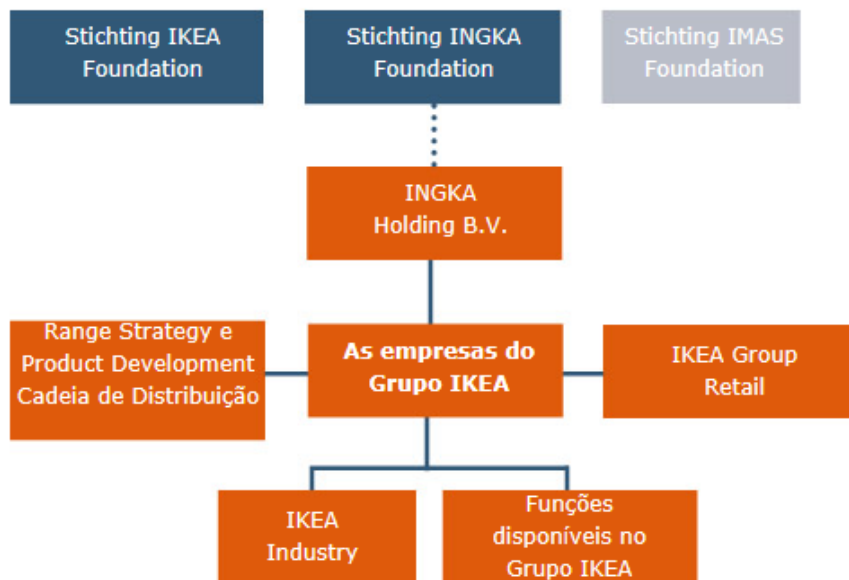 Stichting IKEA
Foundation
Stichting INGKA
Foundation
Stichting IMAS
Foundation
INGKA
Holding B.V.
Range Strategy e
Product Development
Cadeia de Distribuição
As empresas do
Grupo IKEA
IKEA Group
Retail
IKEA
Industry
Funções
disponíveis no
Grupo IKEA